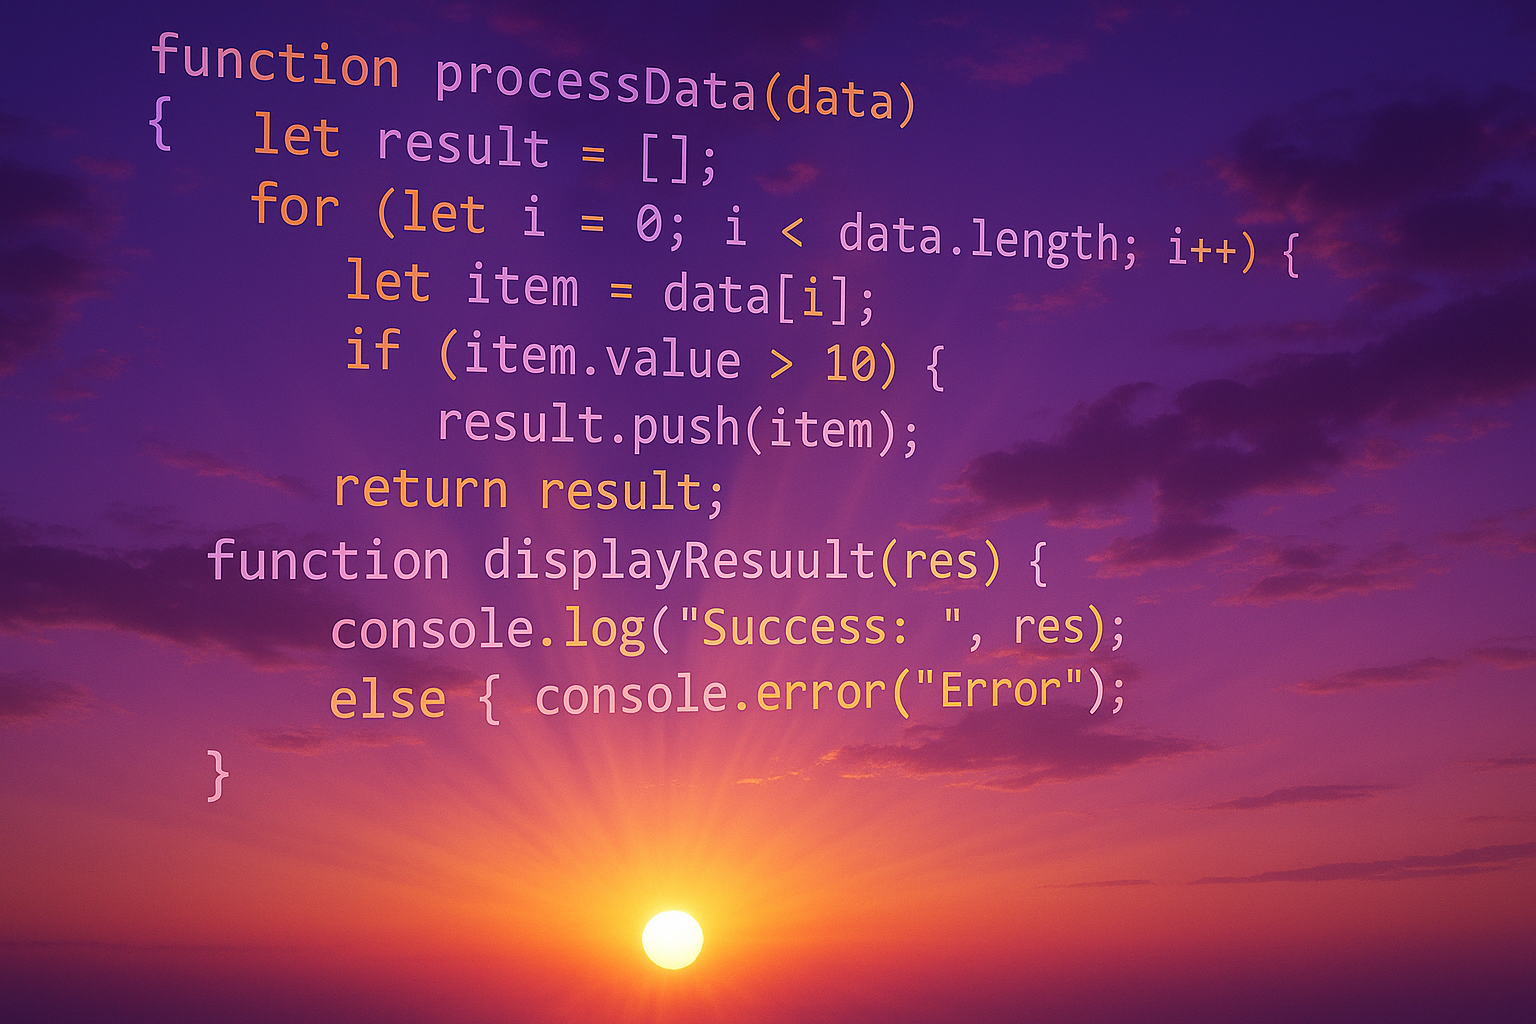 function processData(data)
{ let result = [];
for (let i = 0; i < data.length; i++) {
let item = data[i];
if (item.value > 10) {
result.push(item);
return result;
function displayResuult(res) {
console.log("Success: ", res);
else { console.error("Error");
}